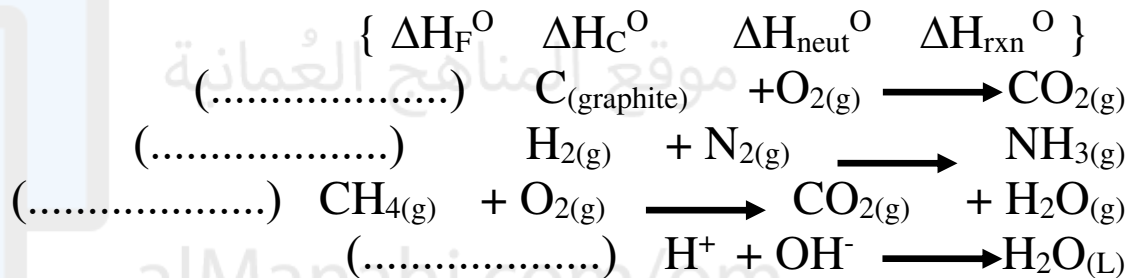 { ΔH_F^O ΔH_C^O ΔH_neut^O ΔH_rxn^O }
موقع المناهج العُمانية
(....................) C(graphite) +O₂(g) ⟶ CO₂(g)
(....................) H₂(g) + N₂(g) ⟶ NH₃(g)
(....................) CH₄(g) + O₂(g) ⟶ CO₂(g) + H₂O(g)
(....................) H⁺ + OH⁻ ⟶ H₂O(L)